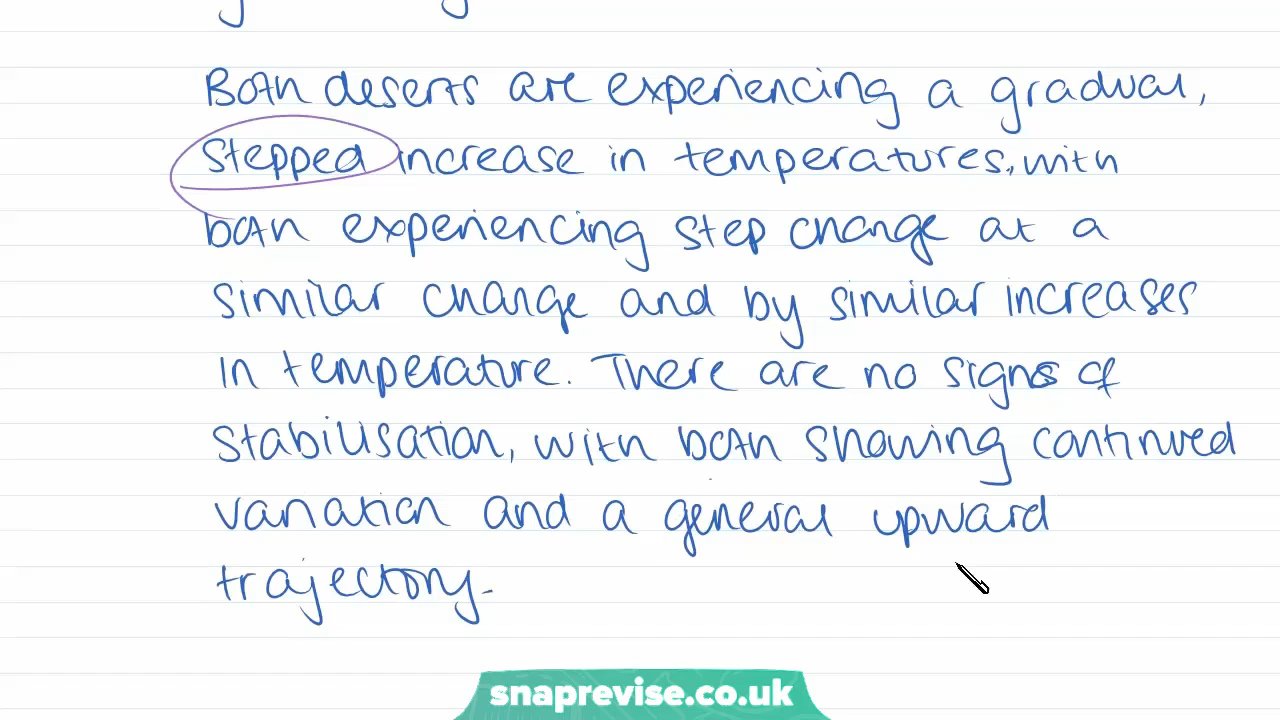 Both deserts are experiencing a gradual,
stepped increase in temperatures, with
both experiencing step change at a
similar change and by similar increases
in temperature. There are no signs of
stabilisation, with both showing continued
variation and a general upward
trajectory.
snaprevise.co.uk